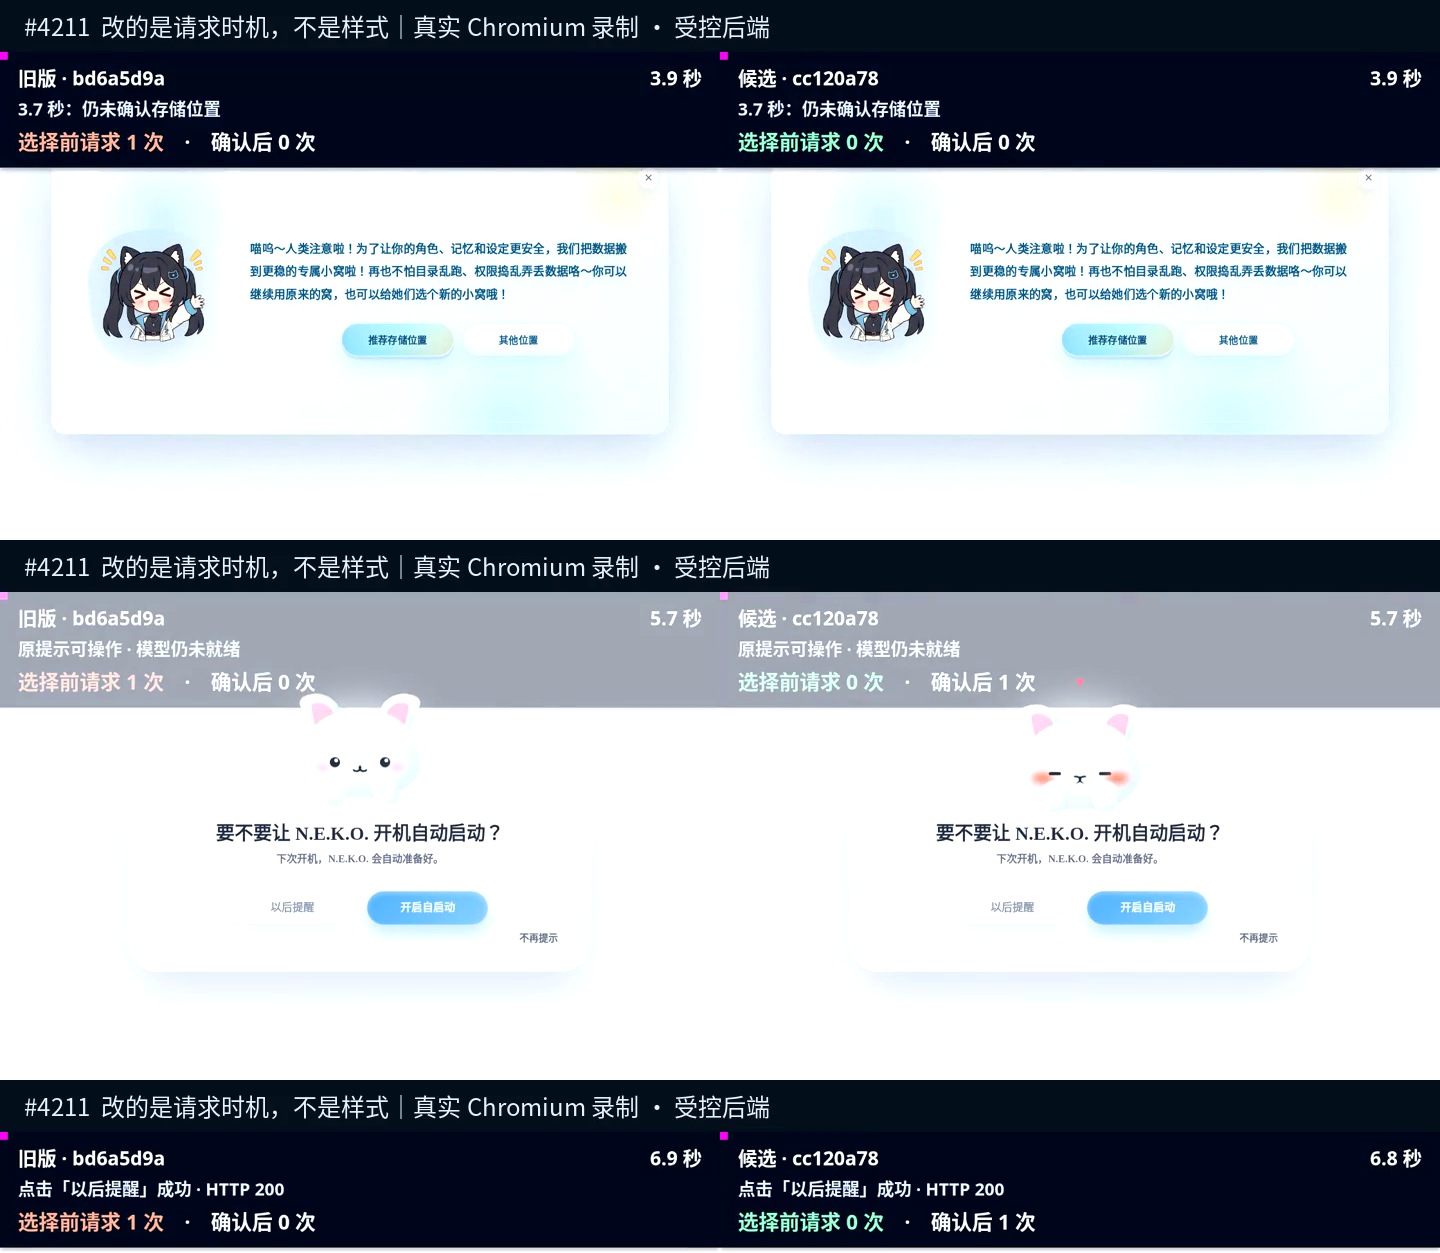 #4211 改的是请求时机，不是样式｜真实 Chromium 录制 · 受控后端
旧版 · bd6a5d9a
3.9 秒
3.7 秒：仍未确认存储位置
选择前请求 1 次 · 确认后 0 次
×
喵呜～人类注意啦！为了让你的角色、记忆和设定更安全，我们把数据搬
到更稳的专属小窝啦！再也不怕目录乱跑、权限捣乱弄丢数据咯～你可以
继续用原来的窝，也可以给她们选个新的小窝哦！
推荐存储位置
其他位置
候选 · cc120a78
3.9 秒
3.7 秒：仍未确认存储位置
选择前请求 0 次 · 确认后 0 次
×
喵呜～人类注意啦！为了让你的角色、记忆和设定更安全，我们把数据搬
到更稳的专属小窝啦！再也不怕目录乱跑、权限捣乱弄丢数据咯～你可以
继续用原来的窝，也可以给她们选个新的小窝哦！
推荐存储位置
其他位置
#4211 改的是请求时机，不是样式｜真实 Chromium 录制 · 受控后端
旧版 · bd6a5d9a
5.7 秒
原提示可操作 · 模型仍未就绪
选择前请求 1 次 · 确认后 0 次
要不要让 N.E.K.O. 开机自动启动？
下次开机，N.E.K.O. 会自动准备好。
以后提醒
开启自启动
不再提示
候选 · cc120a78
5.7 秒
原提示可操作 · 模型仍未就绪
选择前请求 0 次 · 确认后 1 次
要不要让 N.E.K.O. 开机自动启动？
下次开机，N.E.K.O. 会自动准备好。
以后提醒
开启自启动
不再提示
#4211 改的是请求时机，不是样式｜真实 Chromium 录制 · 受控后端
旧版 · bd6a5d9a
6.9 秒
点击「以后提醒」成功 · HTTP 200
选择前请求 1 次 · 确认后 0 次
候选 · cc120a78
6.8 秒
点击「以后提醒」成功 · HTTP 200
选择前请求 0 次 · 确认后 1 次